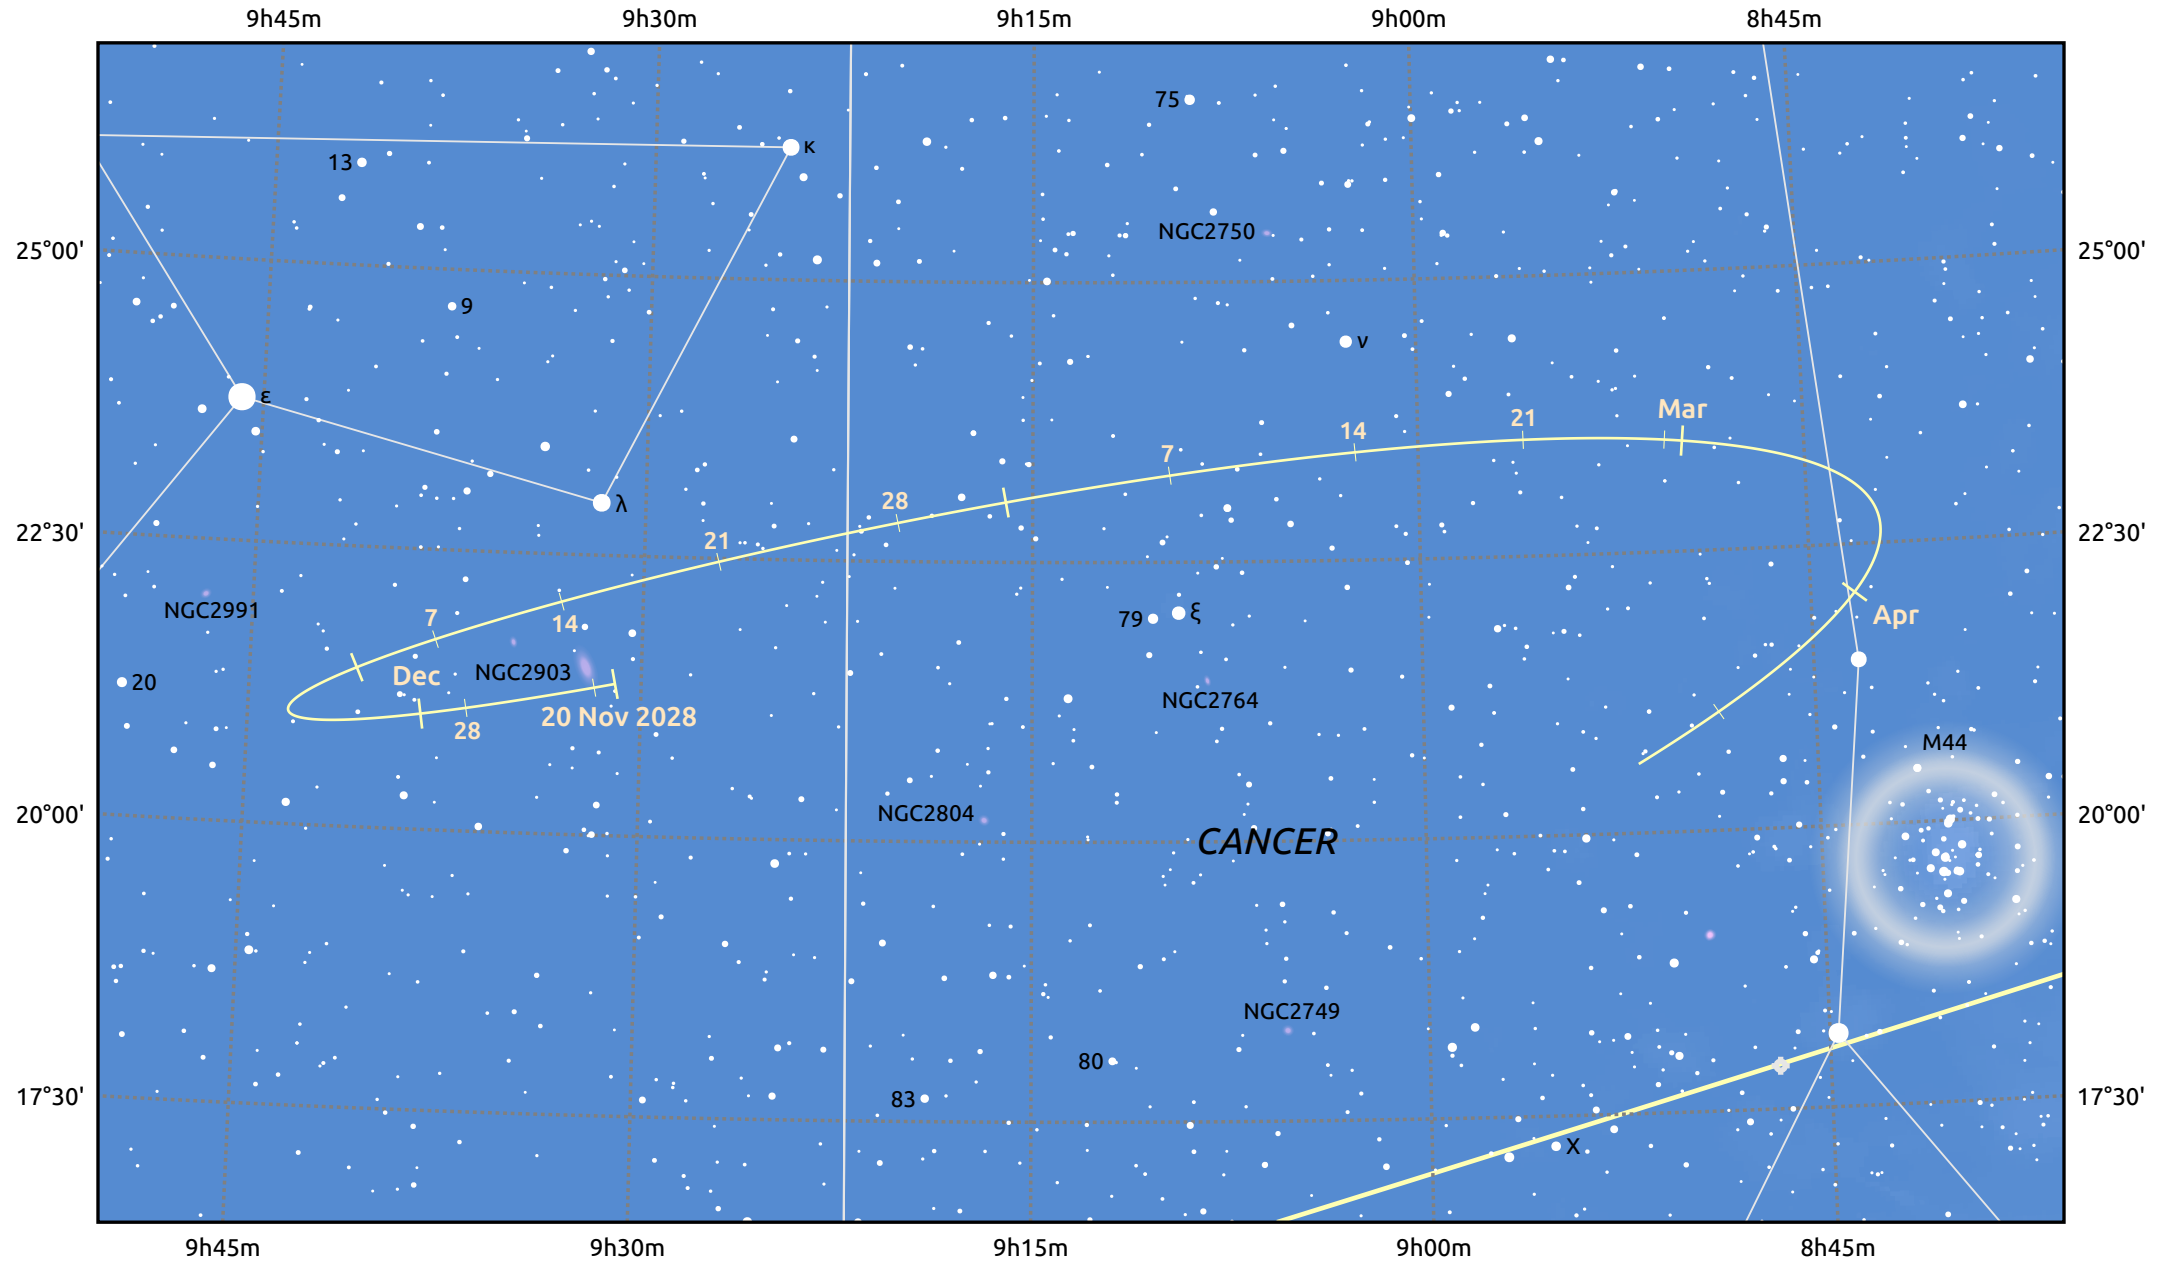 9h45m 9h30m 9h15m 9h00m 8h45m
75
κ
13
NGC2750
25°00' 25°00'
9
ν
ε
Mar
21
14
7
28
λ
22°30' 21 22°30'
NGC2991
79 ξ
Apr
7
14
NGC2903
Dec
20
NGC2764
20 Nov 2028
28
M44
20°00' NGC2804 20°00'
CANCER
NGC2749
80
83
17°30' 17°30'
X
9h45m 9h30m 9h15m 9h00m 8h45m